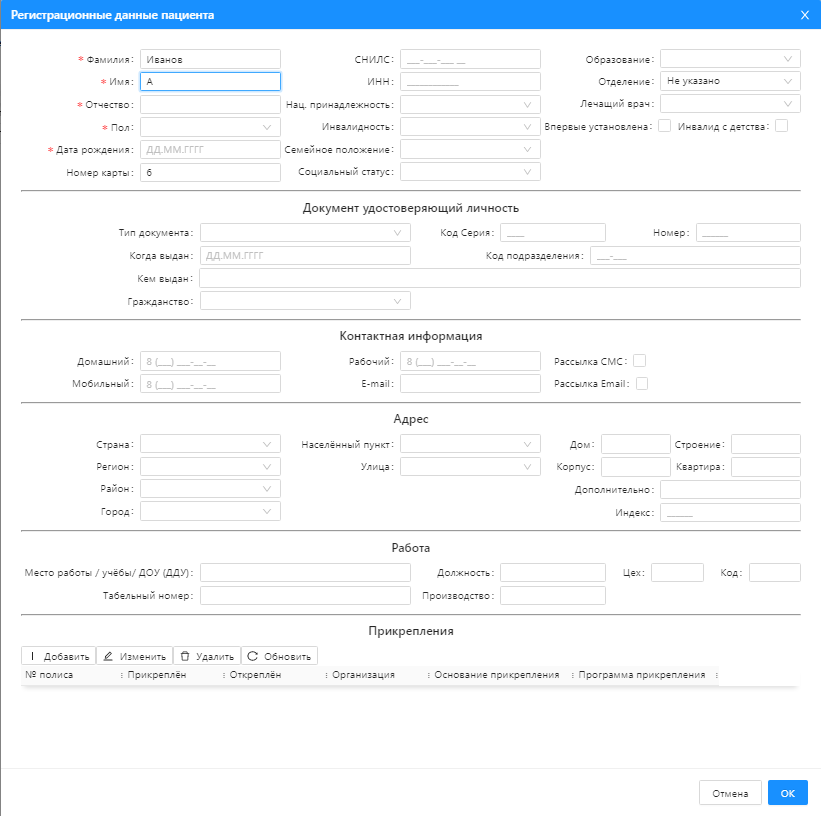 Регистрационные данные пациента X
* Фамилия: Иванов СНИЛС: ___-___-___ __ Образование:
* Имя: А ИНН: ____________ Отделение: Не указано
* Отчество: Нац. принадлежность: Лечащий врач:
* Пол: Инвалидность: Впервые установлена: Инвалид с детства:
* Дата рождения: ДД.ММ.ГГГГ Семейное положение:
Номер карты: 6 Социальный статус:
Документ удостоверяющий личность
Тип документа: Код Серия: ____ Номер: ______
Когда выдан: ДД.ММ.ГГГГ Код подразделения: ___-___
Кем выдан:
Гражданство:
Контактная информация
Домашний: 8 (___) ___-__-__ Рабочий: 8 (___) ___-__-__ Рассылка СМС:
Мобильный: 8 (___) ___-__-__ E-mail: Рассылка Email:
Адрес
Страна: Населённый пункт: Дом: Строение:
Регион: Улица: Корпус: Квартира:
Район: Дополнительно:
Город: Индекс: ______
Работа
Место работы / учёбы/ ДОУ (ДДУ): Должность: Цех: Код:
Табельный номер: Производство:
Прикрепления
Добавить Изменить Удалить Обновить
№ полиса Прикреплён Откреплён Организация Основание прикрепления Программа прикрепления
Отмена ОК